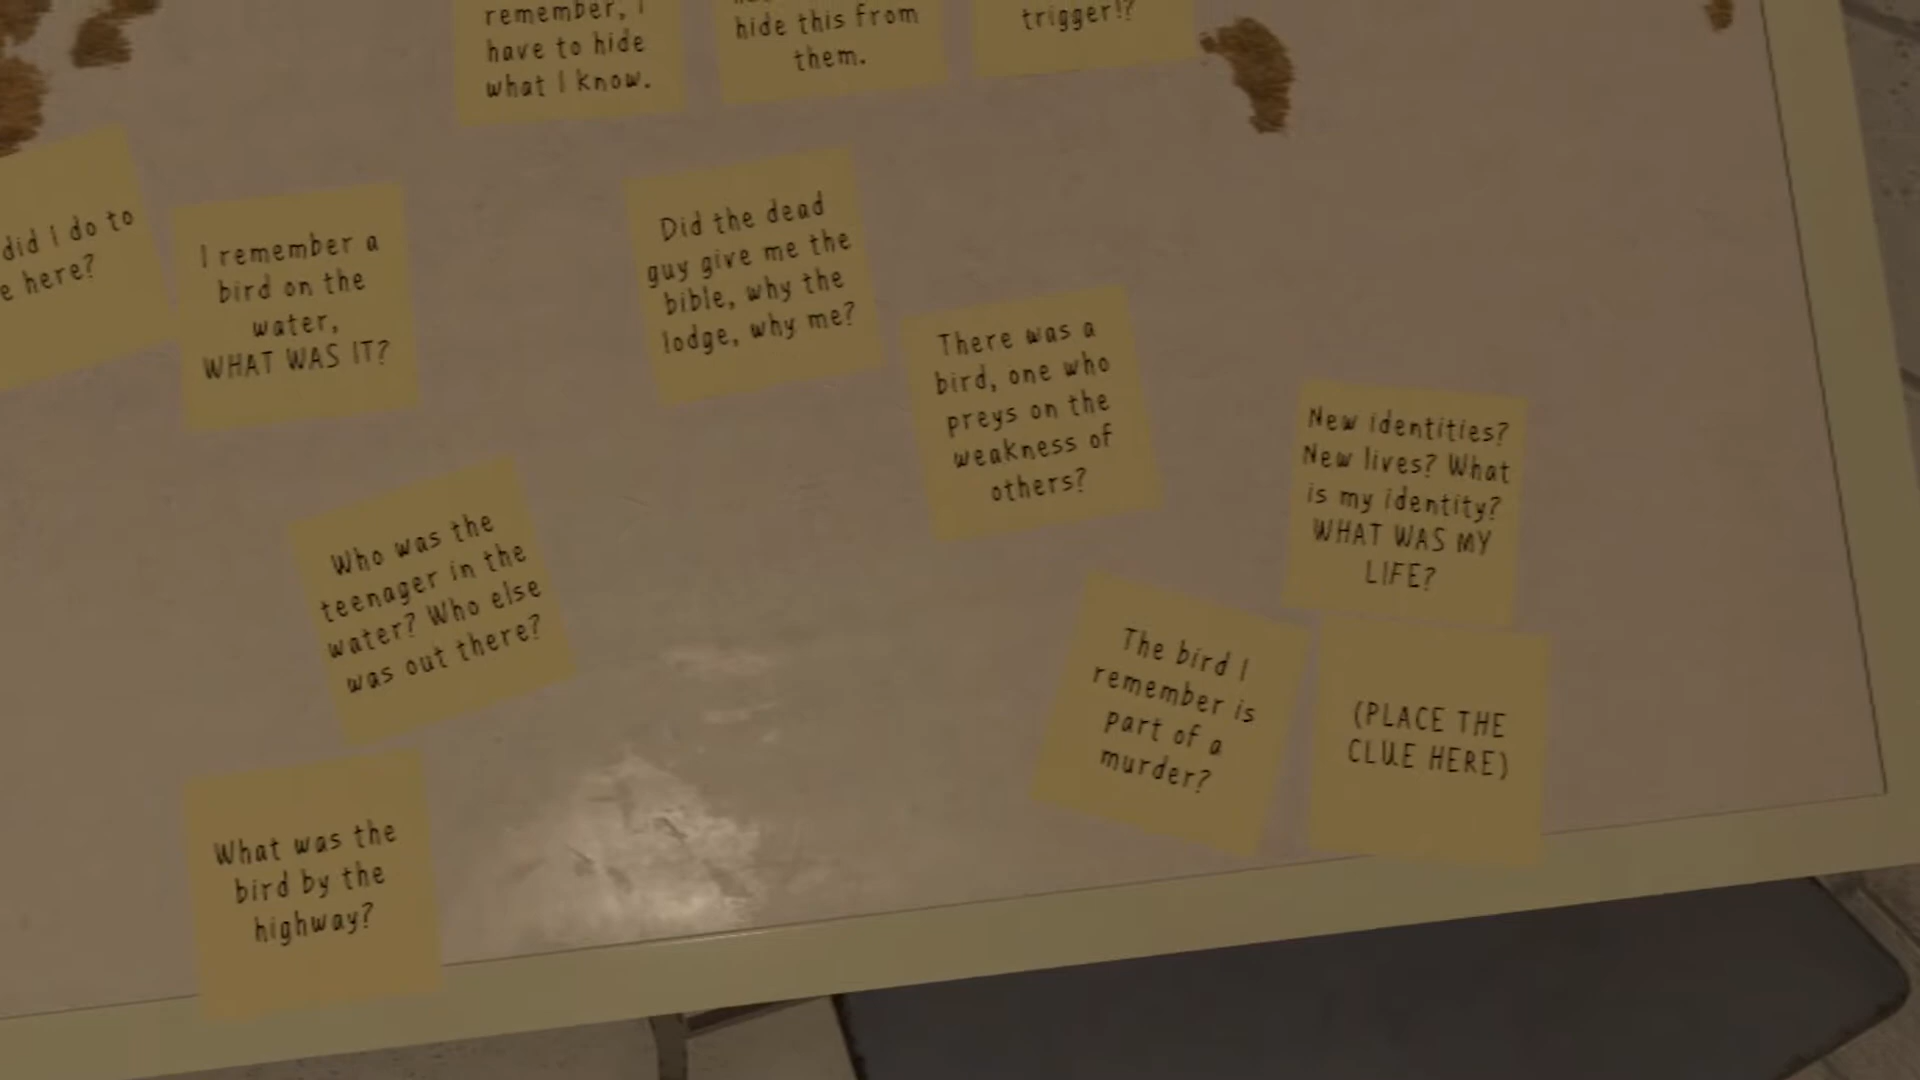 remember, I
have to hide
what I know.
hide this from
them.
trigger!?
did I do to
e here?
I remember a
bird on the
water,
WHAT WAS IT?
Did the dead
guy give me the
bible, why the
lodge, why me?
There was a
bird, one who
preys on the
weakness of
others?
New identities?
New lives? What
is my identity?
WHAT WAS MY
LIFE?
Who was the
teenager in the
water? Who else
was out there?
The bird I
remember is
part of a
murder?
(PLACE THE
CLUE HERE)
What was the
bird by the
highway?